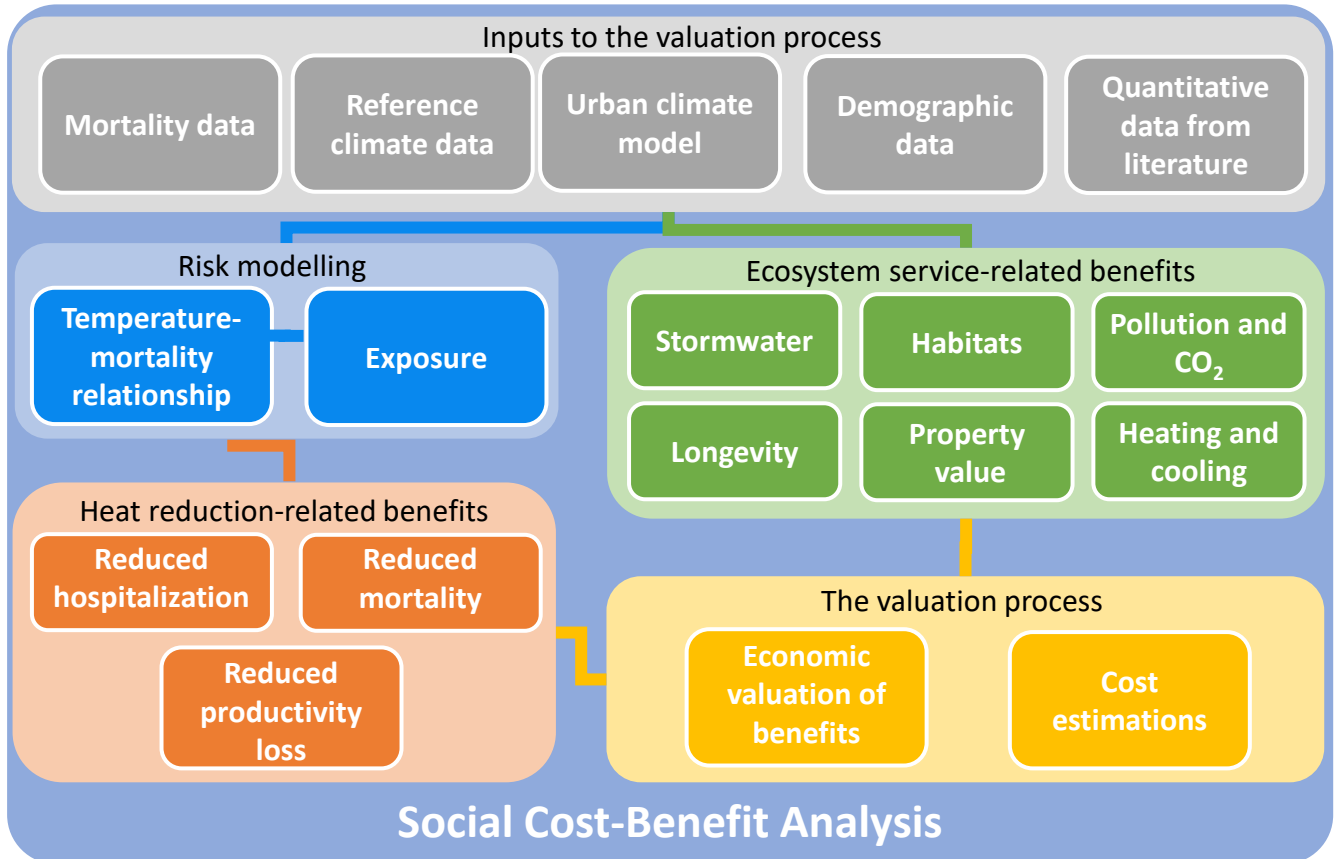 Inputs to the valuation process
Mortality data
Reference
climate data
Urban climate
model
Demographic
data
Quantitative
data from
literature
Risk modelling
Temperature-
mortality
relationship
Exposure
Ecosystem service-related benefits
Stormwater
Habitats
Pollution and
CO₂
Longevity
Property
value
Heating and
cooling
Heat reduction-related benefits
Reduced
hospitalization
Reduced
mortality
Reduced
productivity
loss
The valuation process
Economic
valuation of
benefits
Cost
estimations
Social Cost-Benefit Analysis